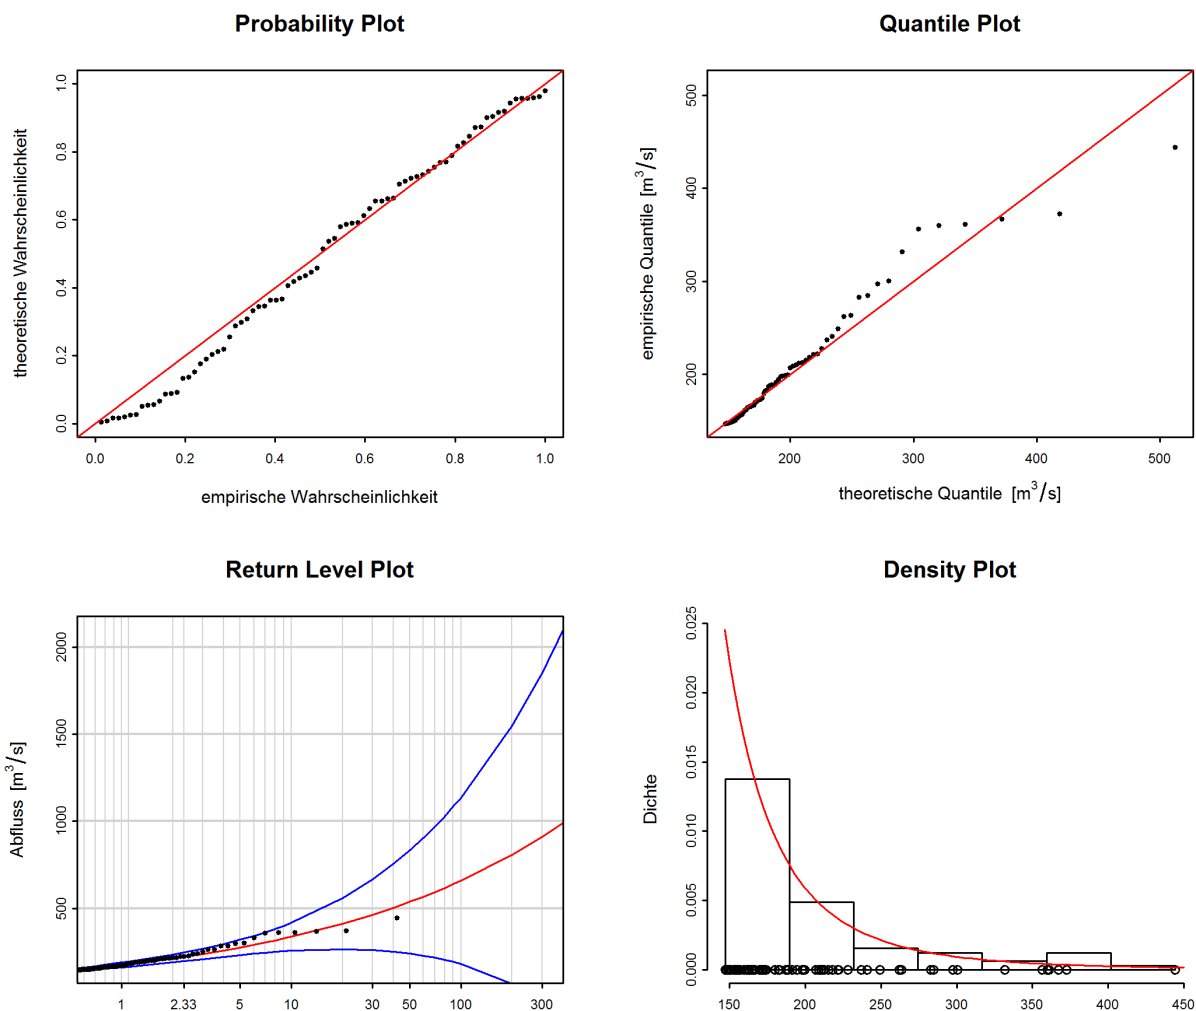 Probability Plot
theoretische Wahrscheinlichkeit
0.0 0.2 0.4 0.6 0.8 1.0
0.0 0.2 0.4 0.6 0.8 1.0
empirische Wahrscheinlichkeit
Quantile Plot
empirische Quantile [m³/s]
200 300 400 500
200 300 400 500
theoretische Quantile [m³/s]
Return Level Plot
Abfluss [m³/s]
500 1000 1500 2000
1 2.33 5 10 30 50 100 300
Density Plot
Dichte
0.000 0.005 0.010 0.015 0.020 0.025
150 200 250 300 350 400 450